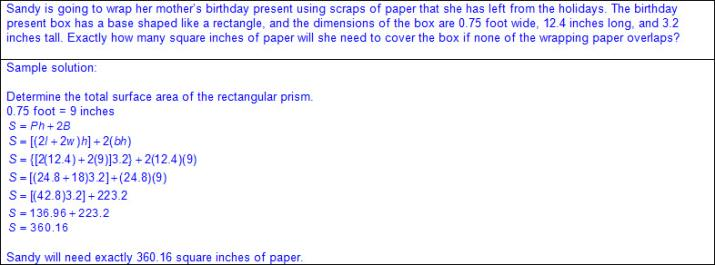 Sandy is going to wrap her mother's birthday present using scraps of paper that she has left from the holidays. The birthday
present box has a base shaped like a rectangle, and the dimensions of the box are 0.75 foot wide, 12.4 inches long, and 3.2
inches tall. Exactly how many square inches of paper will she need to cover the box if none of the wrapping paper overlaps?
Sample solution:
Determine the total surface area of the rectangular prism.
0.75 foot = 9 inches
S = Ph + 2B
S = [(2l + 2w)h] + 2(bh)
S = {[2(12.4) + 2(9)]3.2} + 2(12.4)(9)
S = [(24.8 + 18)3.2] + (24.8)(9)
S = [(42.8)3.2] + 223.2
S = 136.96 + 223.2
S = 360.16
Sandy will need exactly 360.16 square inches of paper.